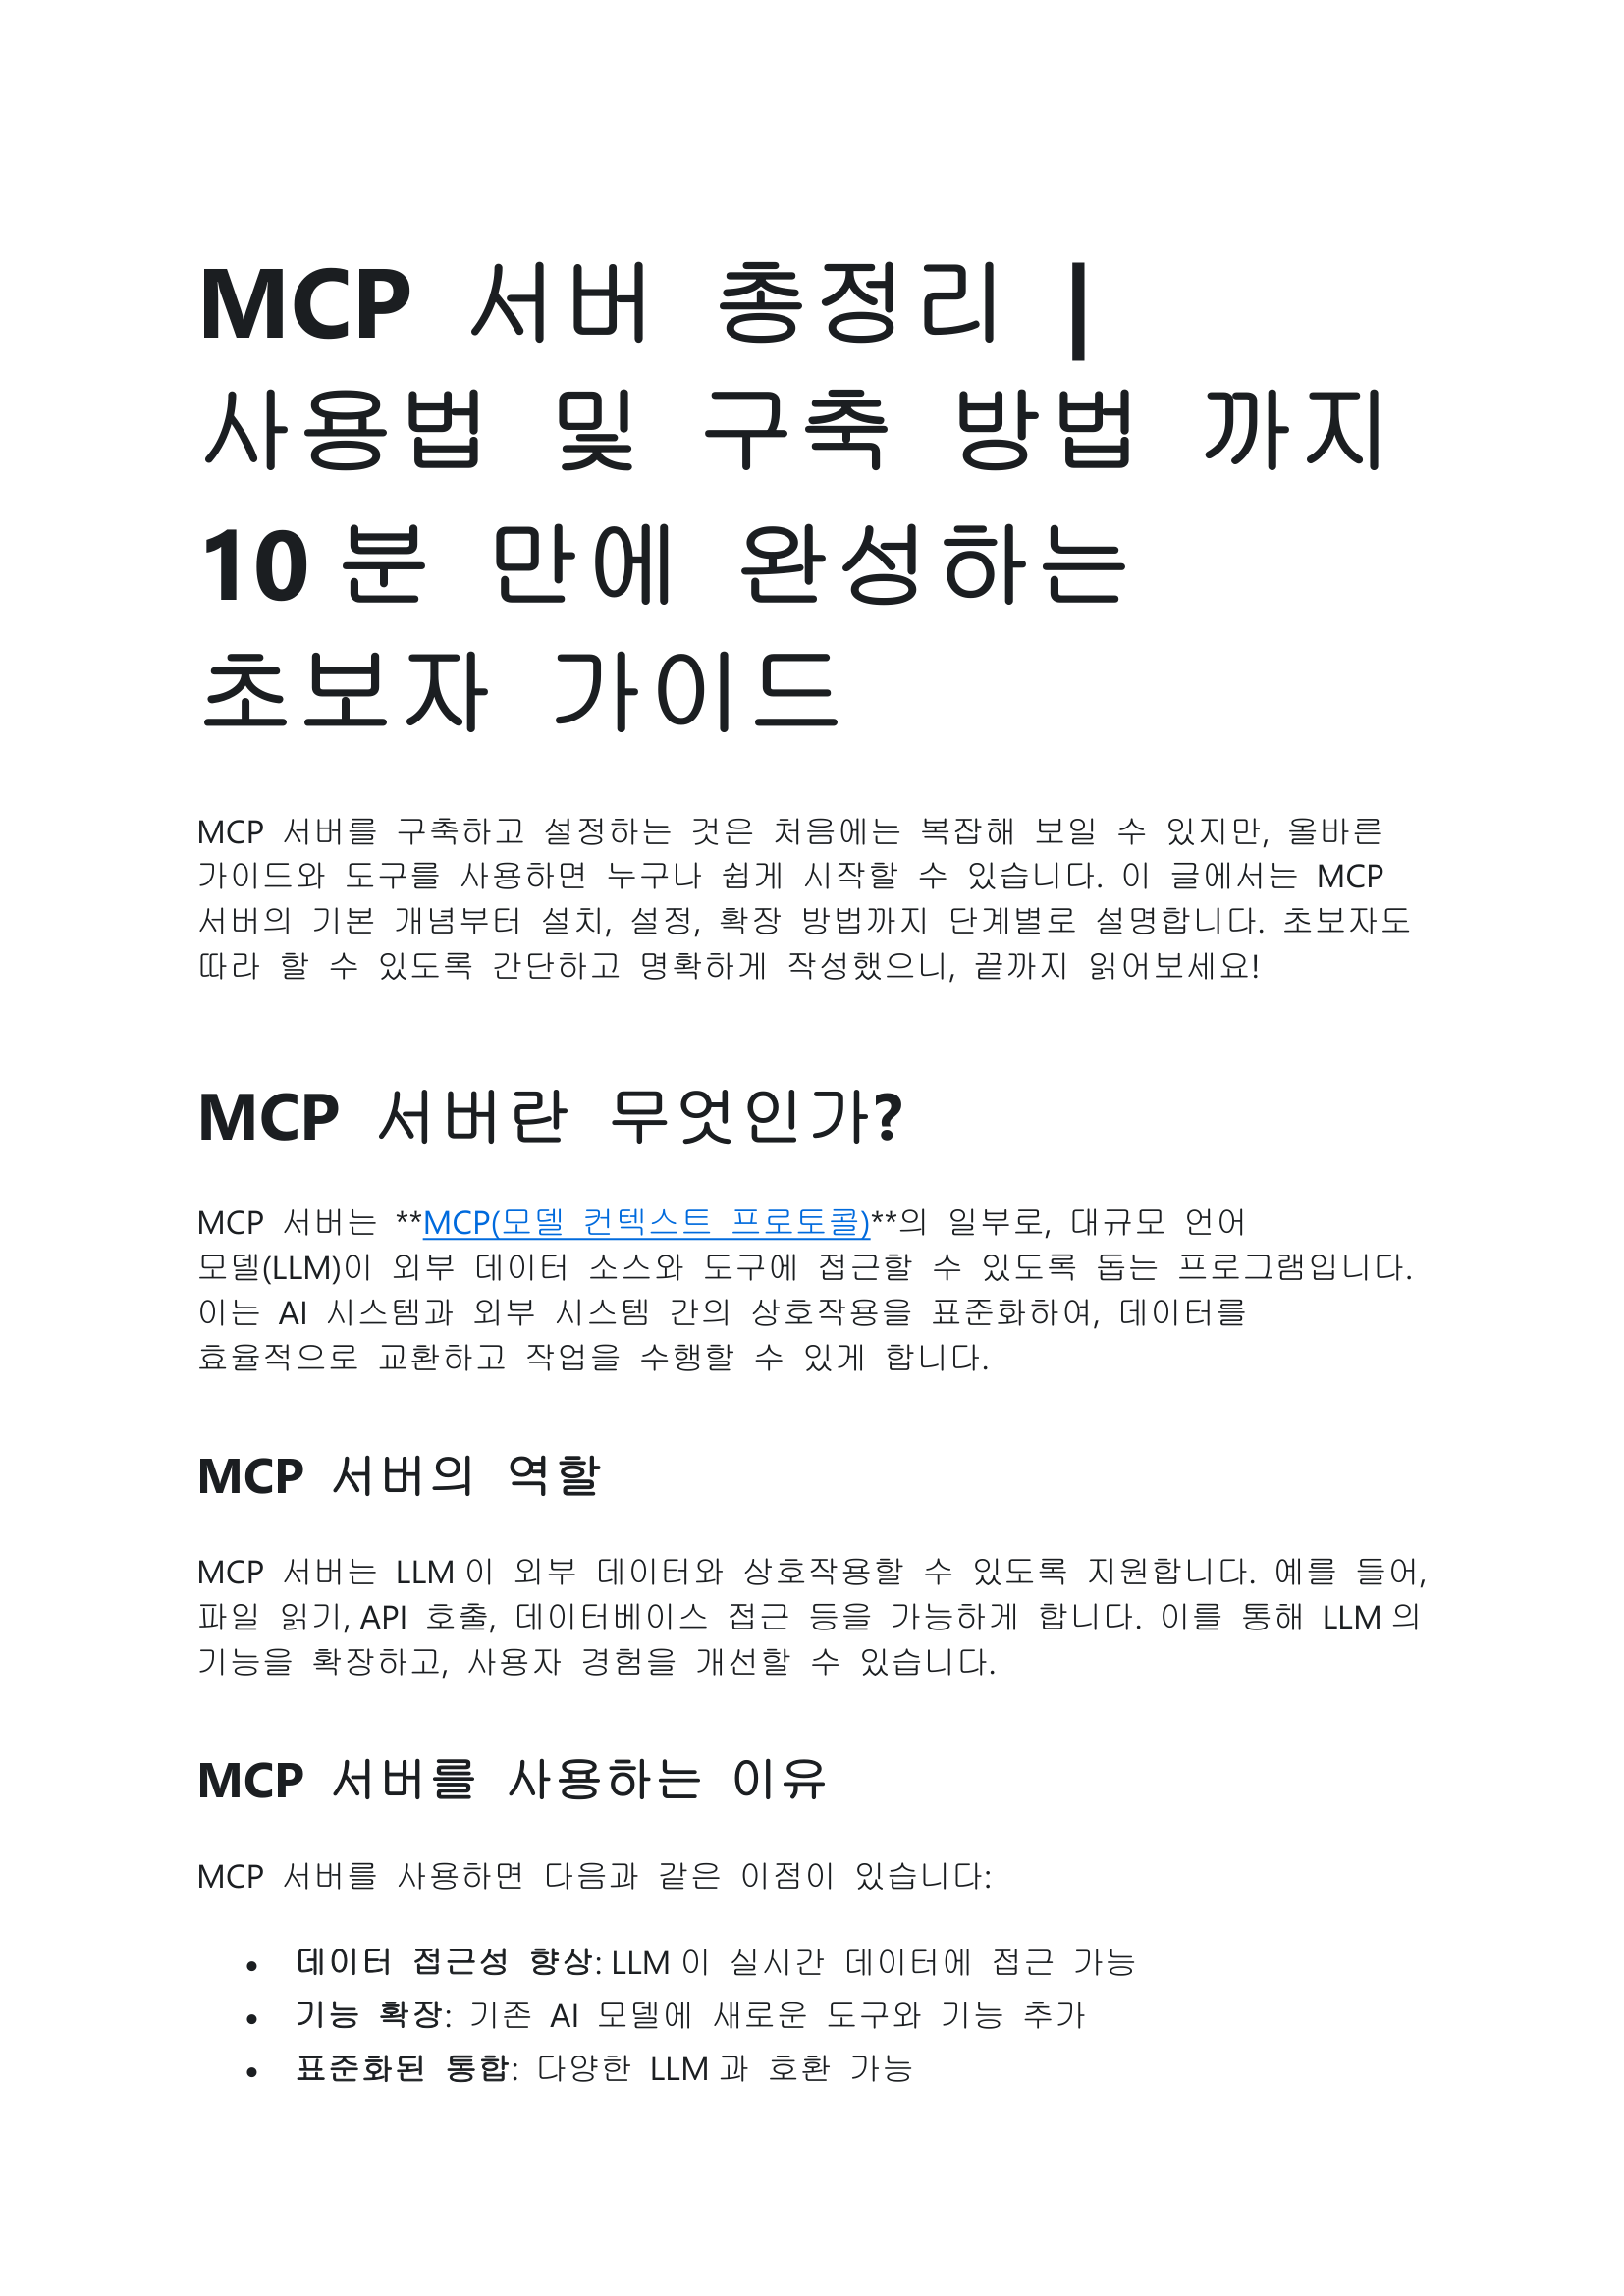 MCP 서버 총정리 |
사용법 및 구축 방법 까지
10분 만에 완성하는
초보자 가이드
MCP 서버를 구축하고 설정하는 것은 처음에는 복잡해 보일 수 있지만, 올바른
가이드와 도구를 사용하면 누구나 쉽게 시작할 수 있습니다. 이 글에서는 MCP
서버의 기본 개념부터 설치, 설정, 확장 방법까지 단계별로 설명합니다. 초보자도
따라 할 수 있도록 간단하고 명확하게 작성했으니, 끝까지 읽어보세요!
MCP 서버란 무엇인가?
MCP 서버는 **MCP(모델 컨텍스트 프로토콜)**의 일부로, 대규모 언어
모델(LLM)이 외부 데이터 소스와 도구에 접근할 수 있도록 돕는 프로그램입니다.
이는 AI 시스템과 외부 시스템 간의 상호작용을 표준화하여, 데이터를
효율적으로 교환하고 작업을 수행할 수 있게 합니다.
MCP 서버의 역할
MCP 서버는 LLM이 외부 데이터와 상호작용할 수 있도록 지원합니다. 예를 들어,
파일 읽기, API 호출, 데이터베이스 접근 등을 가능하게 합니다. 이를 통해 LLM의
기능을 확장하고, 사용자 경험을 개선할 수 있습니다.
MCP 서버를 사용하는 이유
MCP 서버를 사용하면 다음과 같은 이점이 있습니다:
• 데이터 접근성 향상: LLM이 실시간 데이터에 접근 가능
• 기능 확장: 기존 AI 모델에 새로운 도구와 기능 추가
• 표준화된 통합: 다양한 LLM과 호환 가능